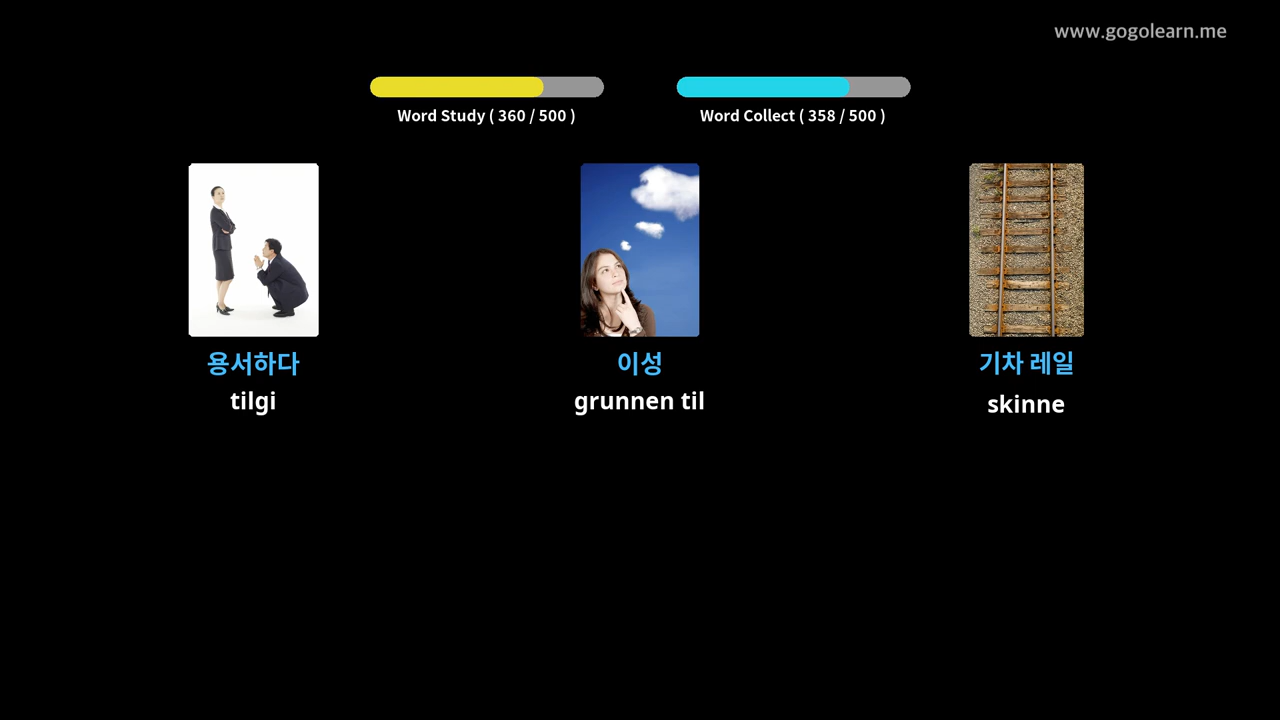 www.gogolearn.me
Word Study ( 360 / 500 )
Word Collect ( 358 / 500 )
용서하다
tilgi
이성
grunnen til
기차 레일
skinne